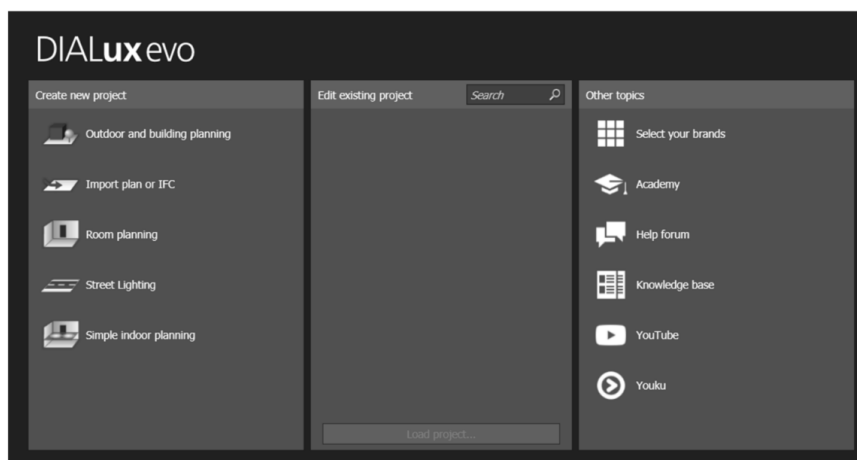 DIALux evo
Create new project
Outdoor and building planning
Import plan or IFC
Room planning
Street Lighting
Simple indoor planning
Edit existing project
Search
Load project...
Other topics
Select your brands
Academy
Help forum
Knowledge base
YouTube
Youku